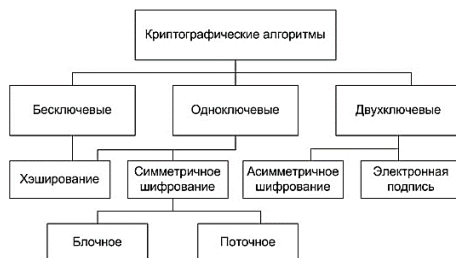 Криптографические алгоритмы
Бесключевые
Одноключевые
Двухключевые
Хэширование
Симметричное
шифрование
Асимметричное
шифрование
Электронная
подпись
Блочное
Поточное